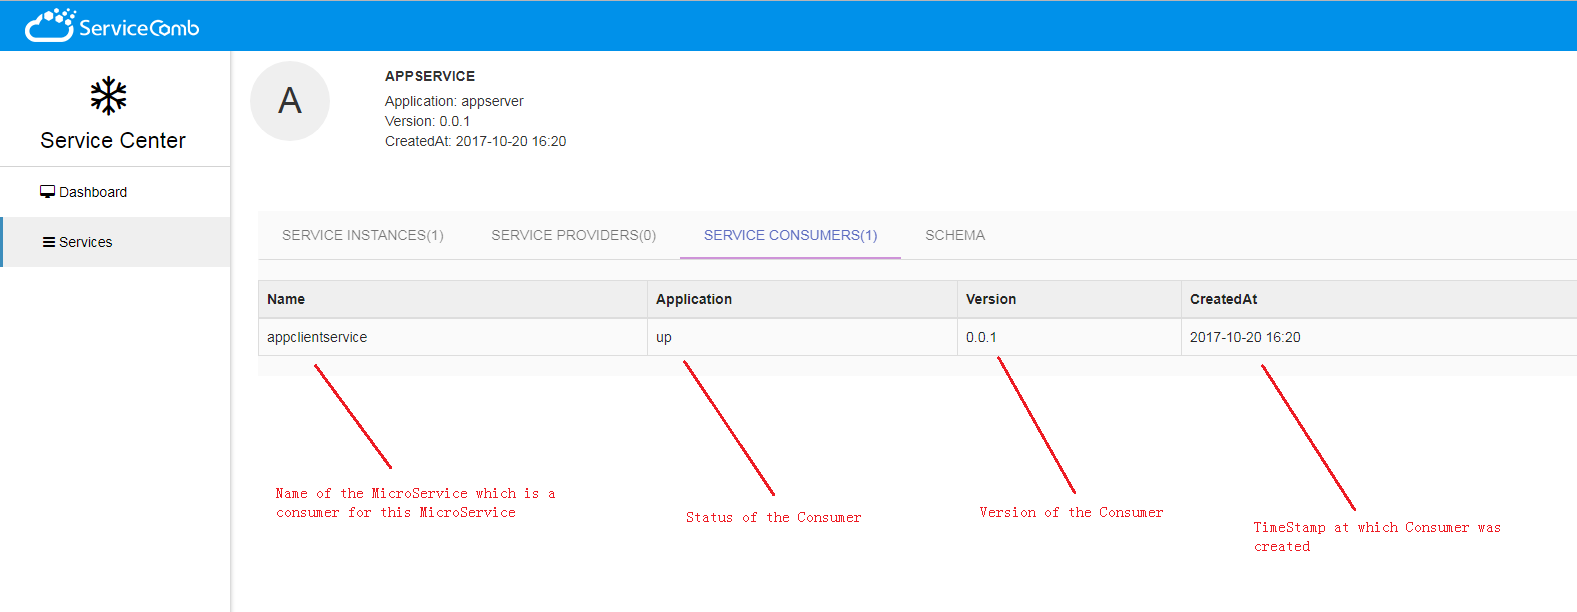 ServiceComb
Service Center
Dashboard
Services
A
APPSERVICE
Application: appserver
Version: 0.0.1
CreatedAt: 2017-10-20 16:20
SERVICE INSTANCES(1) SERVICE PROVIDERS(0) SERVICE CONSUMERS(1) SCHEMA
Name Application Version CreatedAt
appclientservice up 0.0.1 2017-10-20 16:20
Name of the MicroService which is a
consumer for this MicroService
Status of the Consumer
Version of the Consumer
TimeStamp at which Consumer was
created